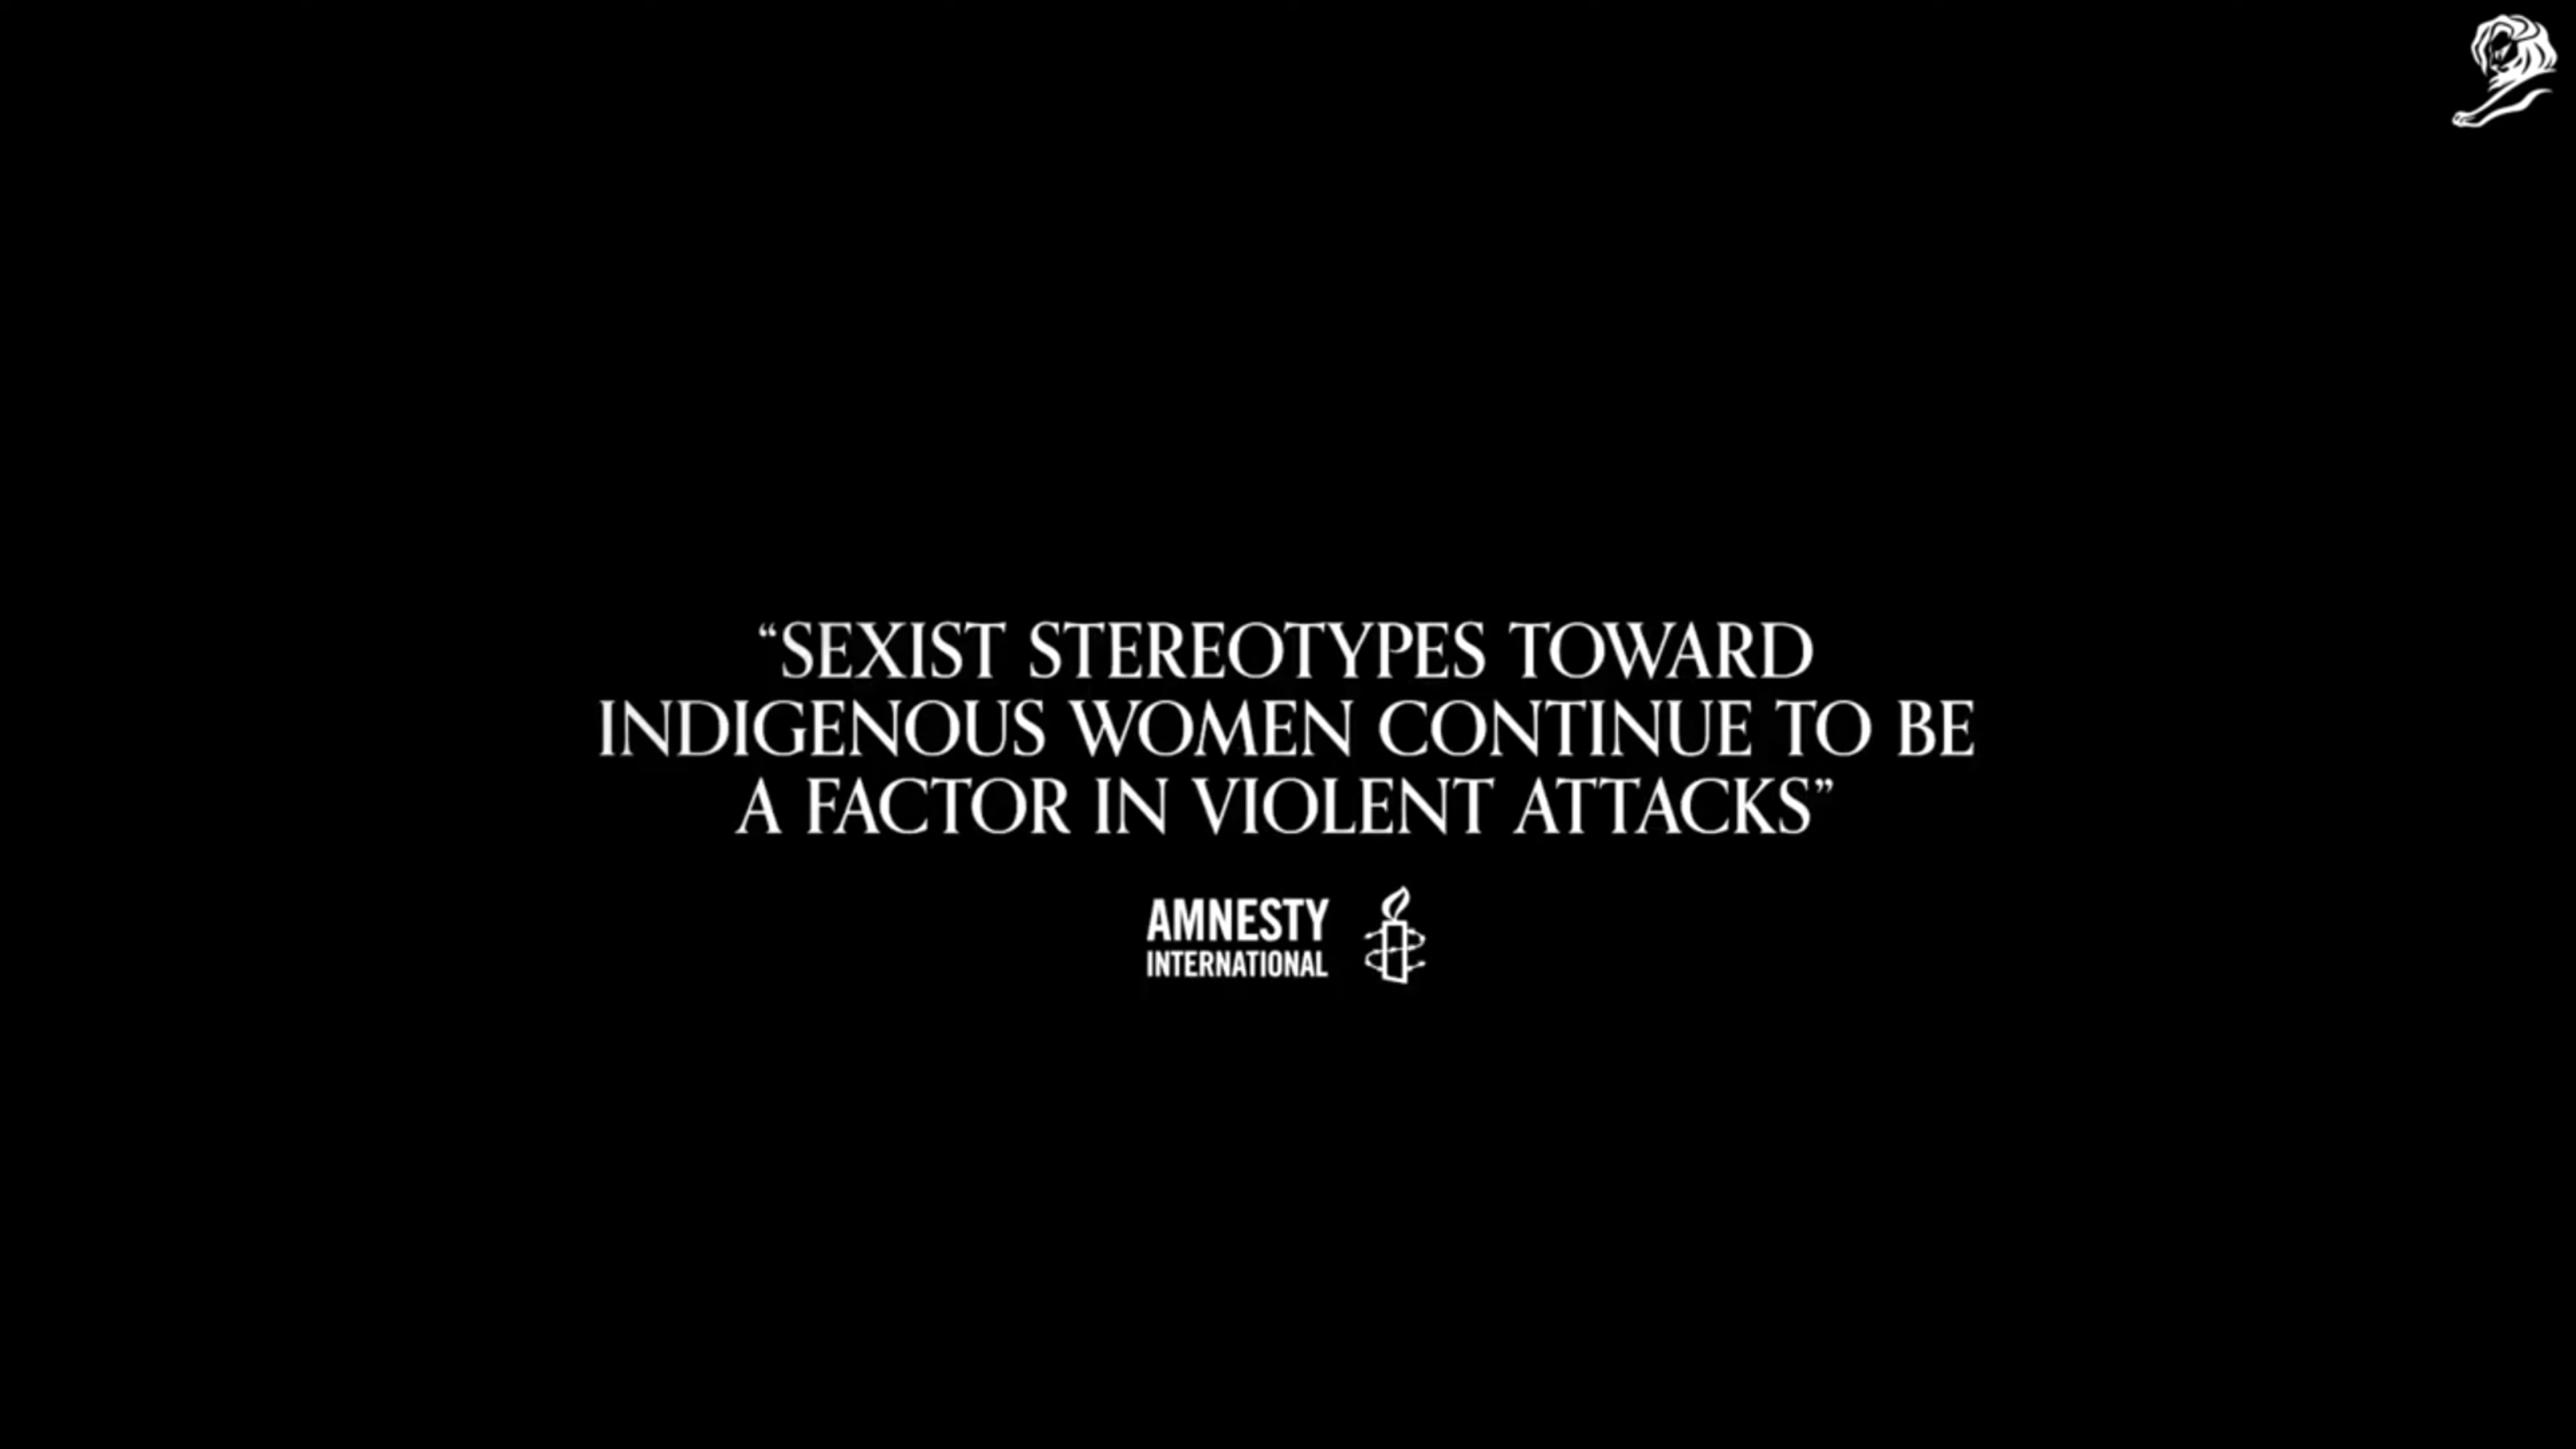 “SEXIST STEREOTYPES TOWARD
INDIGENOUS WOMEN CONTINUE TO BE
A FACTOR IN VIOLENT ATTACKS”
AMNESTY
INTERNATIONAL